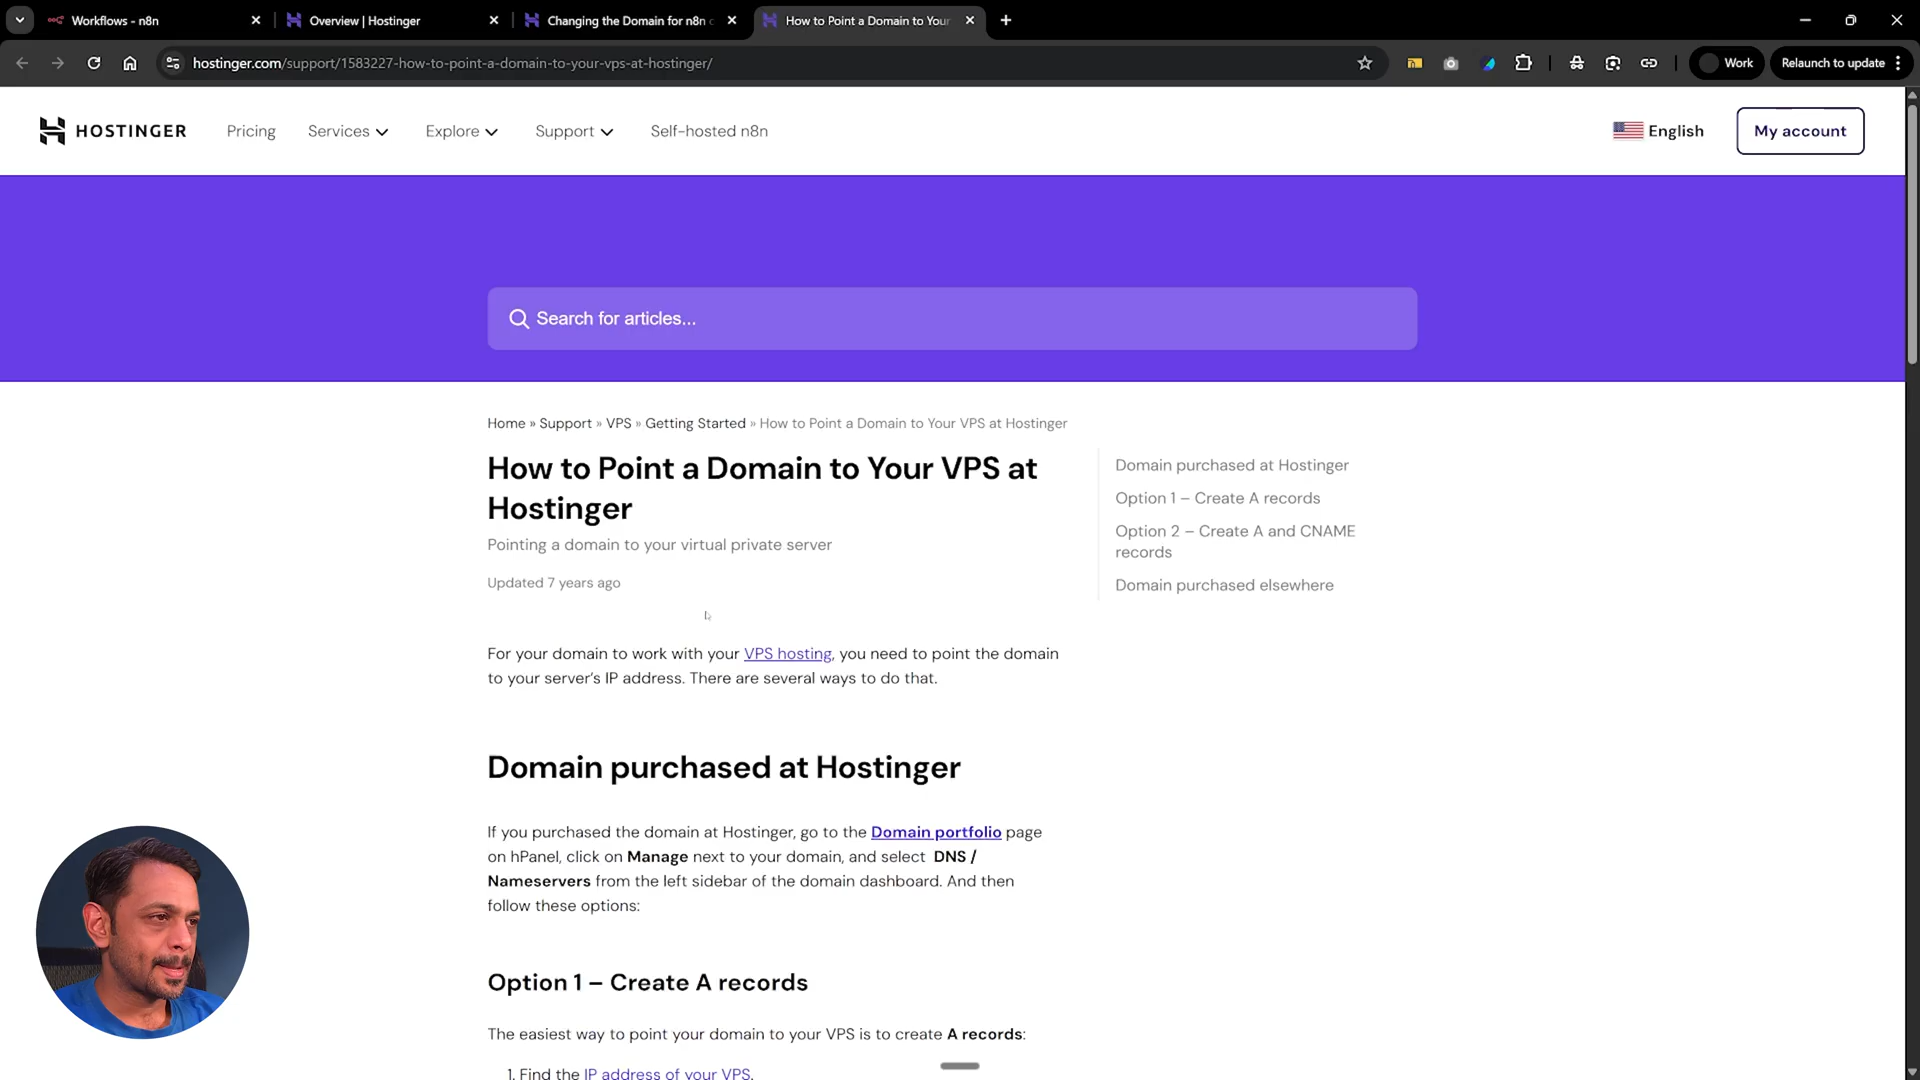 Workflows - n8n
Overview | Hostinger
Changing the Domain for n8n
How to Point a Domain to Your
hostinger.com/support/1583227-how-to-point-a-domain-to-your-vps-at-hostinger/
Work
Relaunch to update
HOSTINGER
Pricing
Services
Explore
Support
Self-hosted n8n
English
My account
Search for articles...
Home » Support » VPS » Getting Started » How to Point a Domain to Your VPS at Hostinger
How to Point a Domain to Your VPS at
Hostinger
Pointing a domain to your virtual private server
Updated 7 years ago
Domain purchased at Hostinger
Option 1 – Create A records
Option 2 – Create A and CNAME
records
Domain purchased elsewhere
For your domain to work with your VPS hosting, you need to point the domain
to your server’s IP address. There are several ways to do that.
Domain purchased at Hostinger
If you purchased the domain at Hostinger, go to the Domain portfolio page
on hPanel, click on Manage next to your domain, and select DNS /
Nameservers from the left sidebar of the domain dashboard. And then
follow these options:
Option 1 – Create A records
The easiest way to point your domain to your VPS is to create A records:
1. Find the IP address of your VPS.